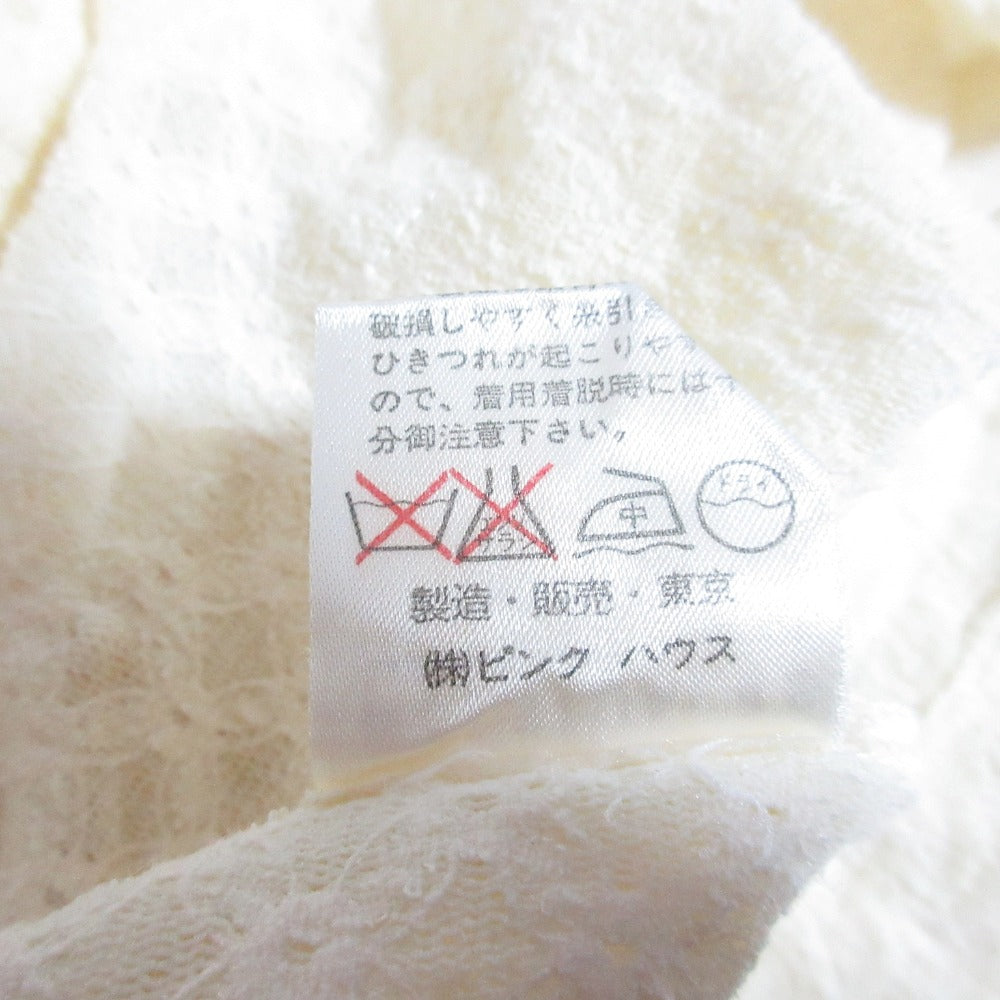 破損しやすく糸引き
ひきつれが起こりや
ので、着用着脱時には
分御注意下さい。
中 ドライ
製造・販売・東京
㈱ピンク ハウス